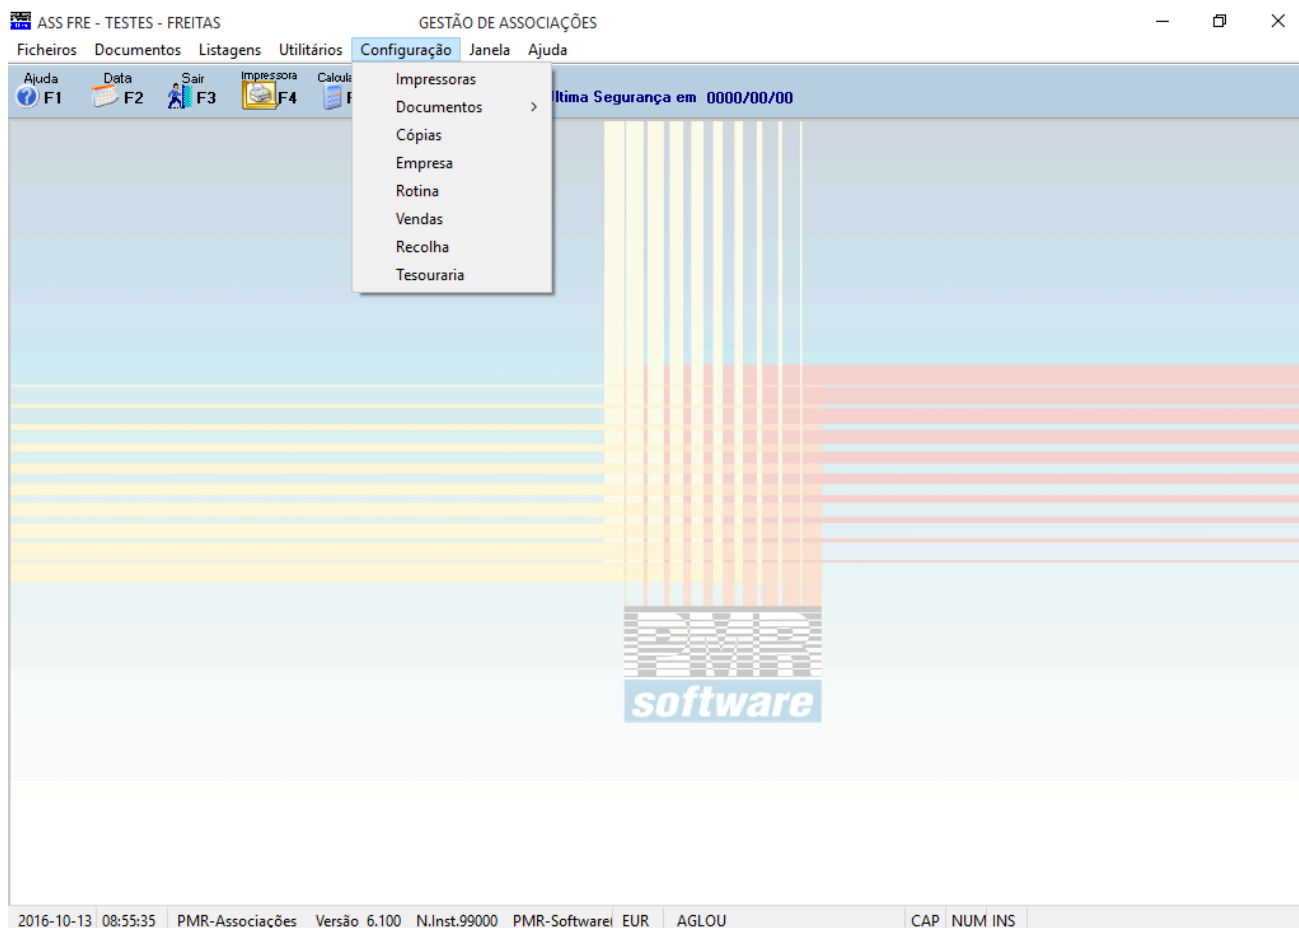 ASS FRE - TESTES - FREITAS GESTÃO DE ASSOCIAÇÕES
Ficheiros Documentos Listagens Utilitários Configuração Janela Ajuda
Ajuda Data Sair Impressora
F1 F2 F3 F4 ltima Segurança em 0000/00/00
Impressoras
Documentos >
Cópias
Empresa
Rotina
Vendas
Recolha
Tesouraria
PMR
software
2016-10-13 08:55:35 PMR-Associações Versão 6.100 N.Inst.99000 PMR-Software EUR AGLOU CAP NUM INS